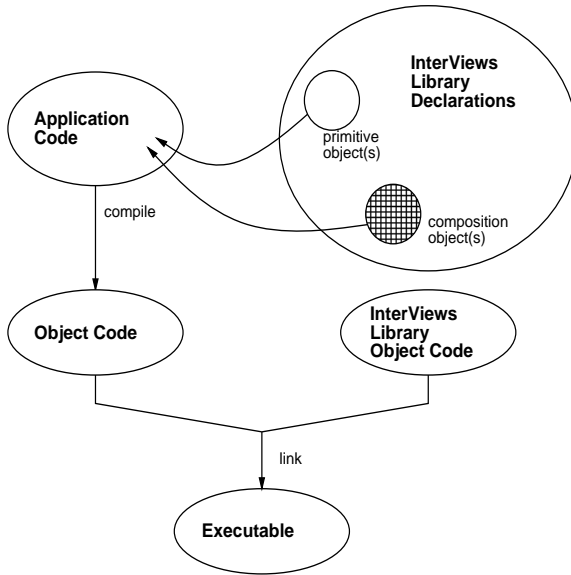 InterViews
Library
Declarations
Application
Code
primitive
object(s)
compile
composition
object(s)
Object Code
InterViews
Library
Object Code
link
Executable